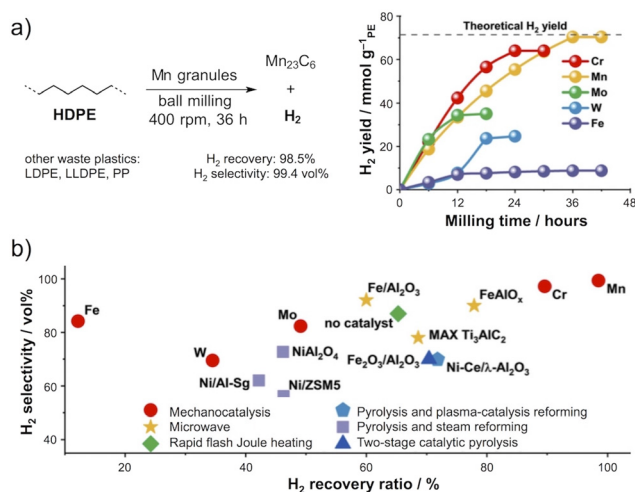 a)
HDPE
Mn granules
ball milling
400 rpm, 36 h
Mn₂₃C₆
+
H₂
other waste plastics:
LDPE, LLDPE, PP
H₂ recovery: 98.5%
H₂ selectivity: 99.4 vol%
H₂ yield / mmol g⁻¹PE
80
60
40
20
0
Theoretical H₂ yield
Cr
Mn
Mo
W
Fe
0 6 12 18 24 30 36 42 48
Milling time / hours
b)
H₂ selectivity / vol%
100
80
60
40
Fe
W
Mo
Ni/Al-Sg
NiAl₂O₄
Ni/ZSM5
Fe/Al₂O₃
no catalyst
Fe₂O₃/Al₂O₃
MAX Ti₃AlC₂
Ni-Ce/λ-Al₂O₃
FeAlOₓ
Cr
Mn
Mechanocatalysis
Microwave
Rapid flash Joule heating
Pyrolysis and plasma-catalysis reforming
Pyrolysis and steam reforming
Two-stage catalytic pyrolysis
20 40 60 80 100
H₂ recovery ratio / %